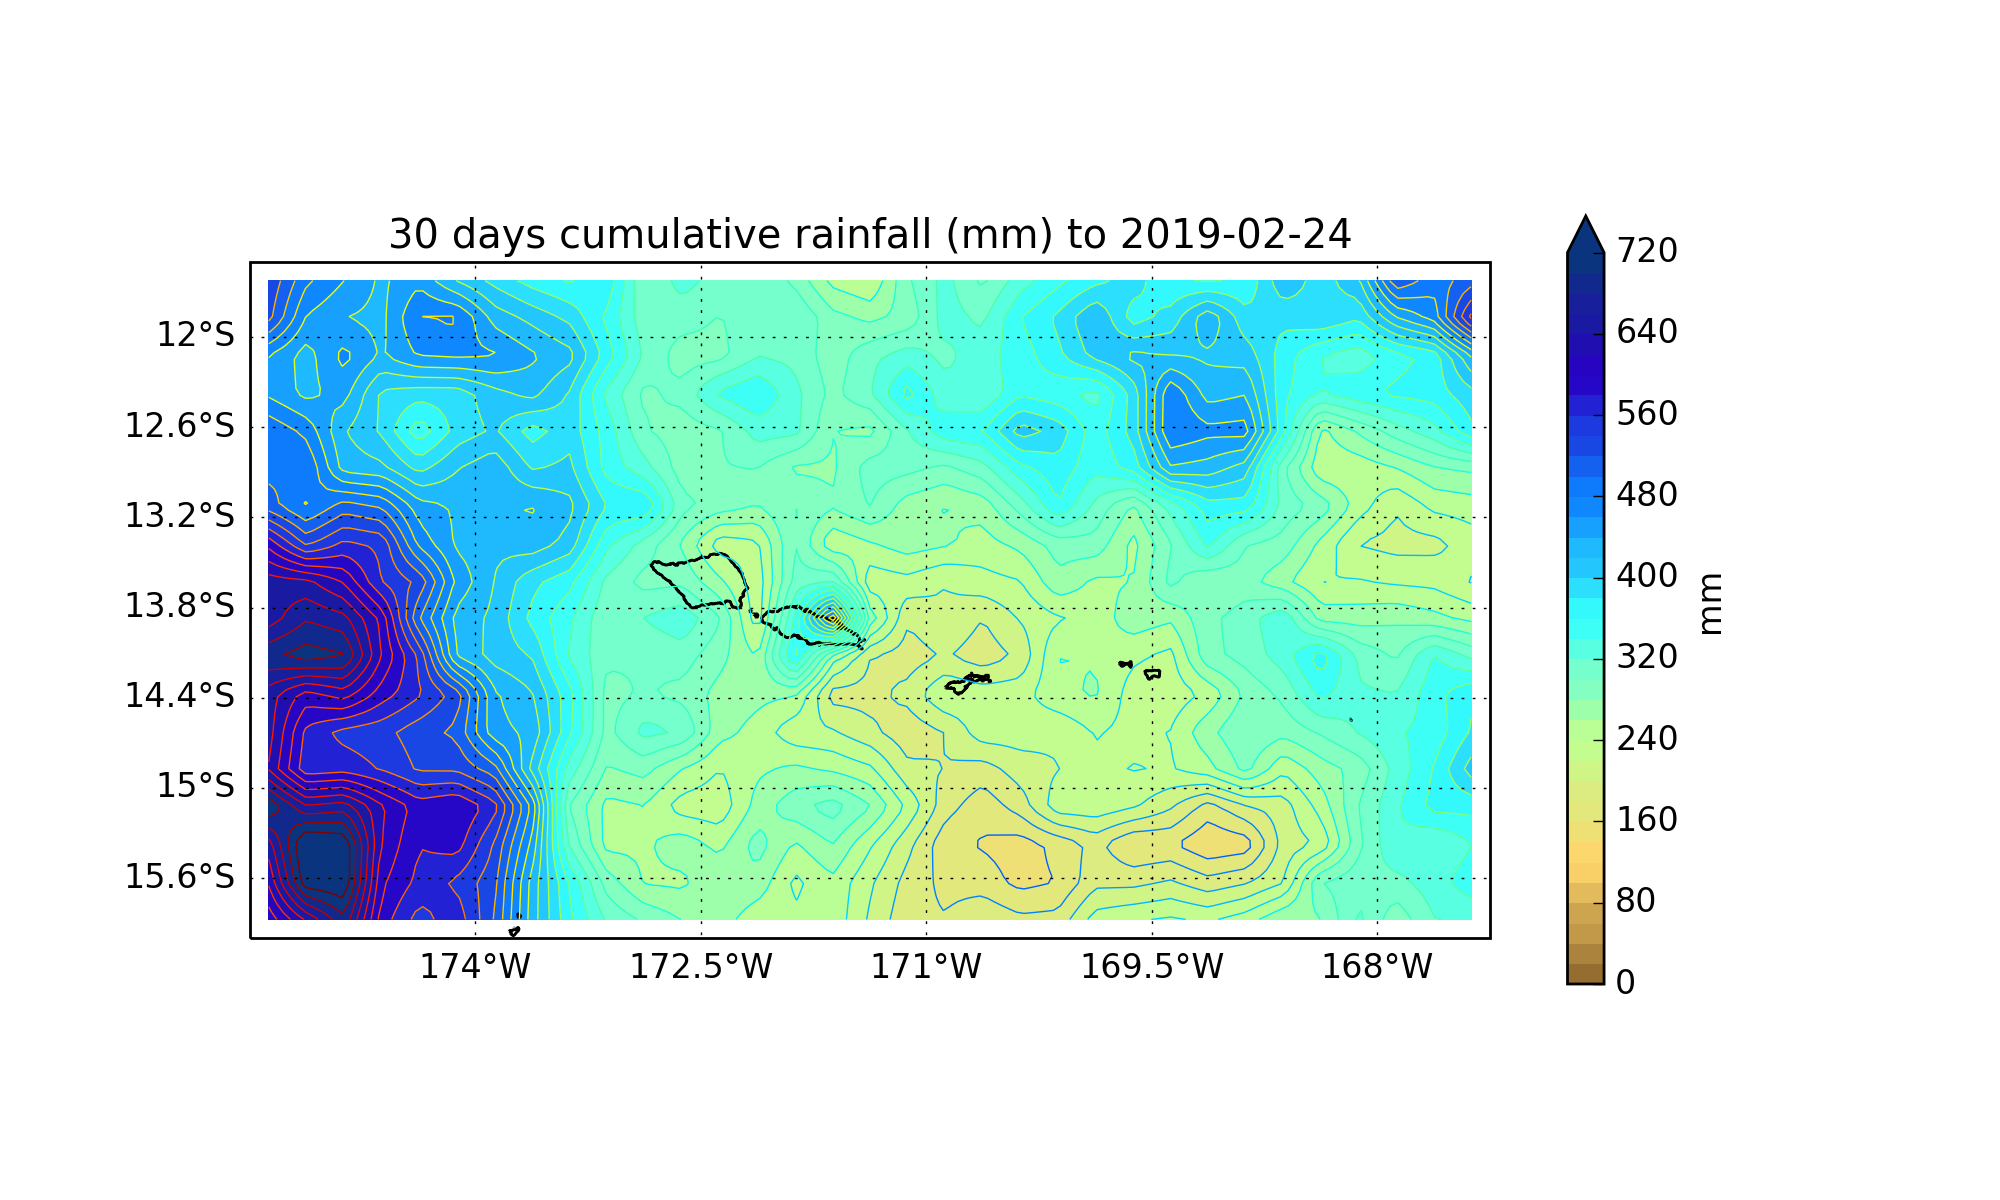 30 days cumulative rainfall (mm) to 2019-02-24
12°S
12.6°S
13.2°S
13.8°S
14.4°S
15°S
15.6°S
174°W
172.5°W
171°W
169.5°W
168°W
720
640
560
480
400
320
240
160
80
0
mm